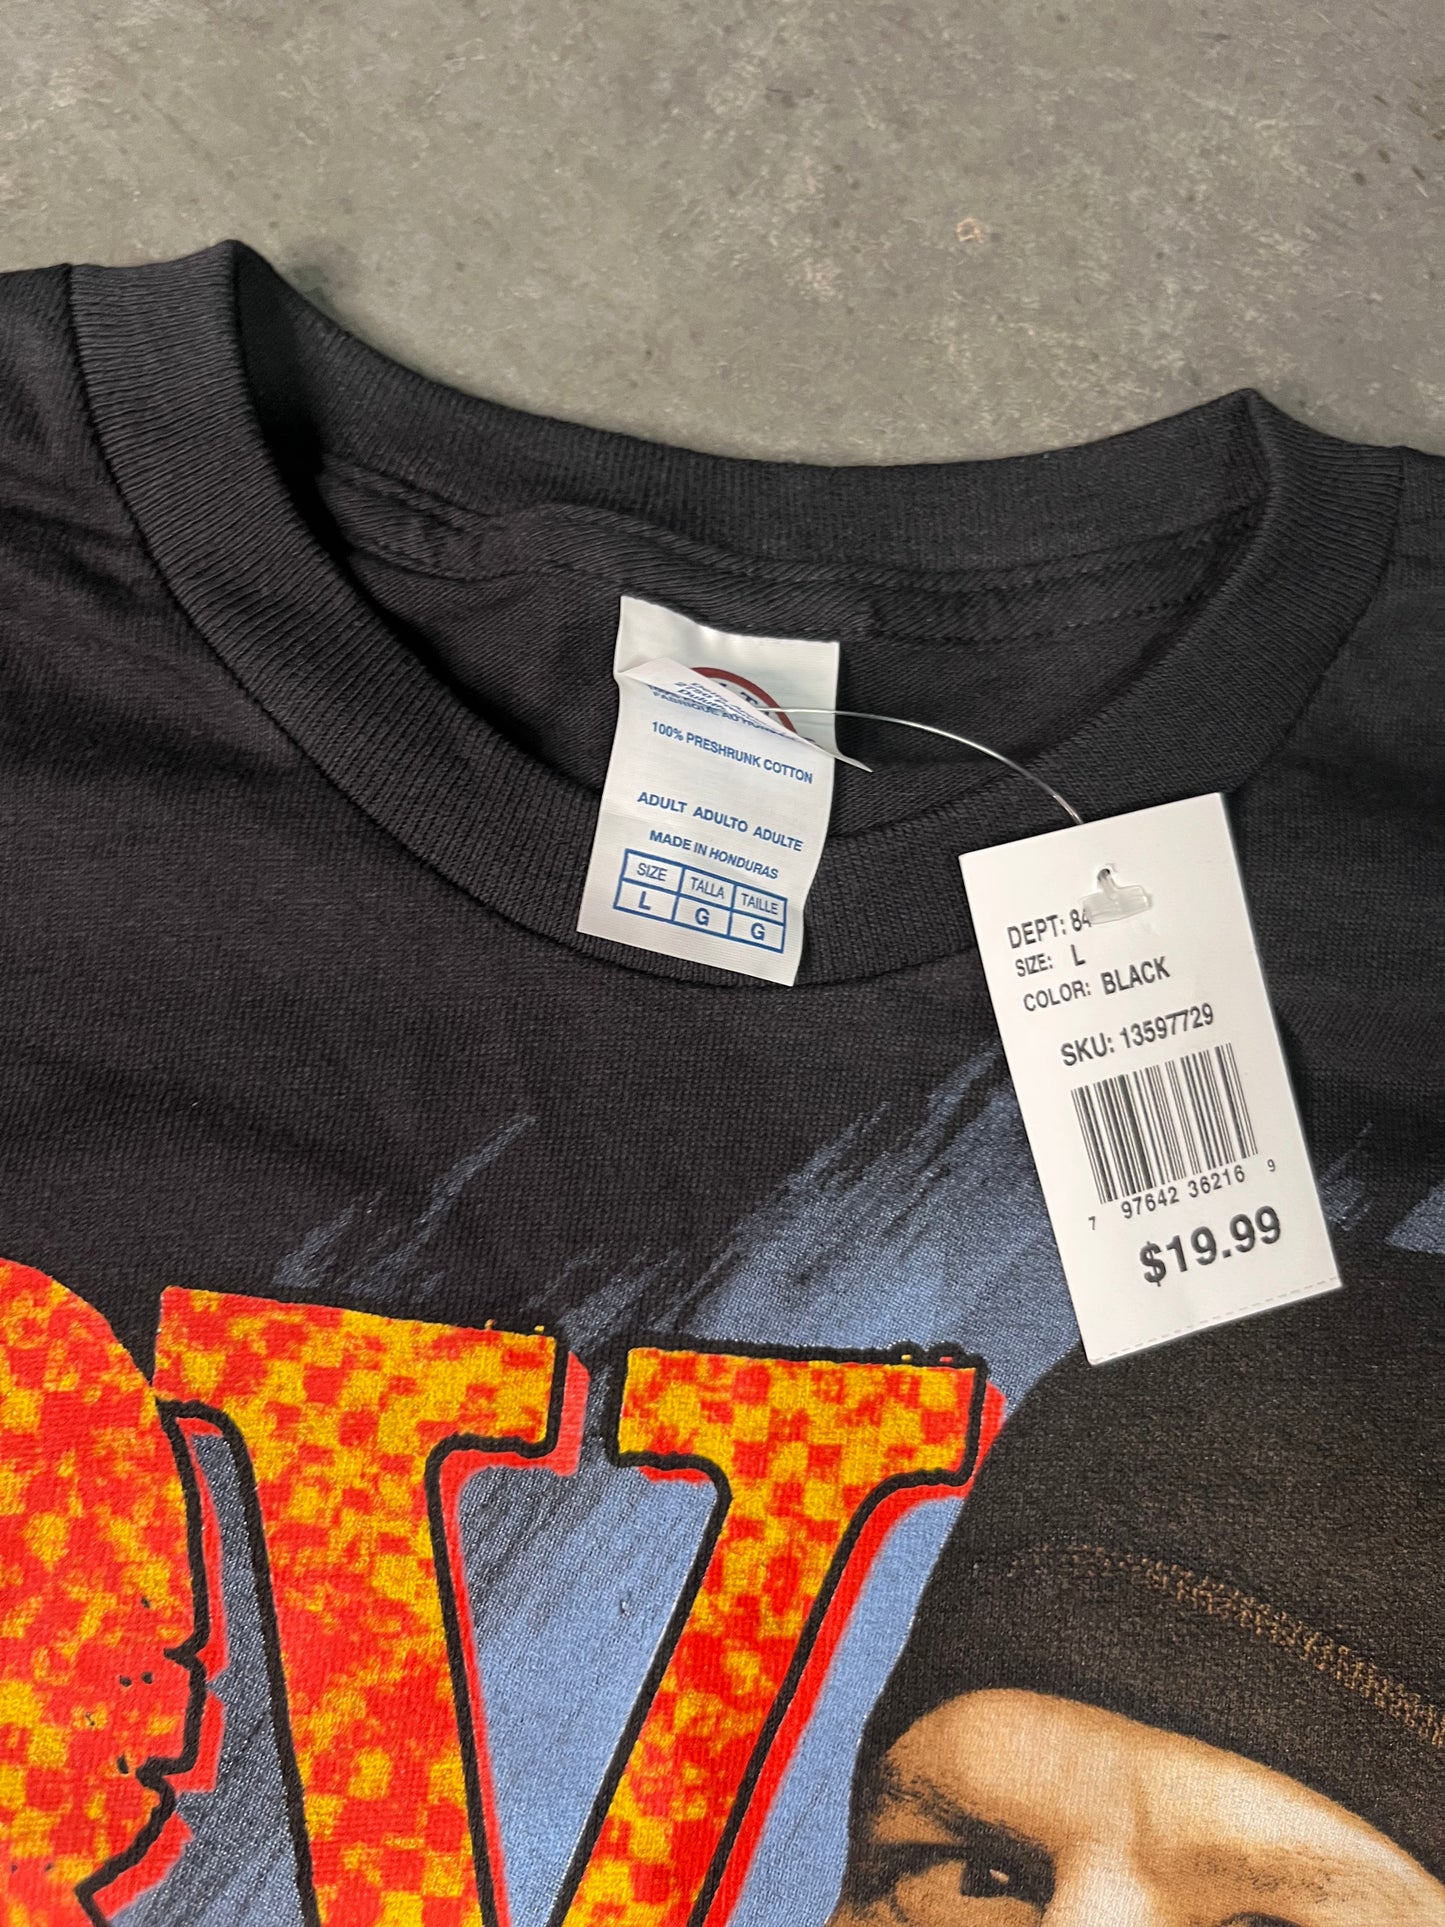 100% PRESHRUNK COTTON
ADULT ADULTO ADULTE
MADE IN HONDURAS
SIZE TALLA TAILLE
L G G
DEPT: 84
SIZE: L
COLOR: BLACK
SKU: 13597729
7 97642 36216 9
$19.99
V